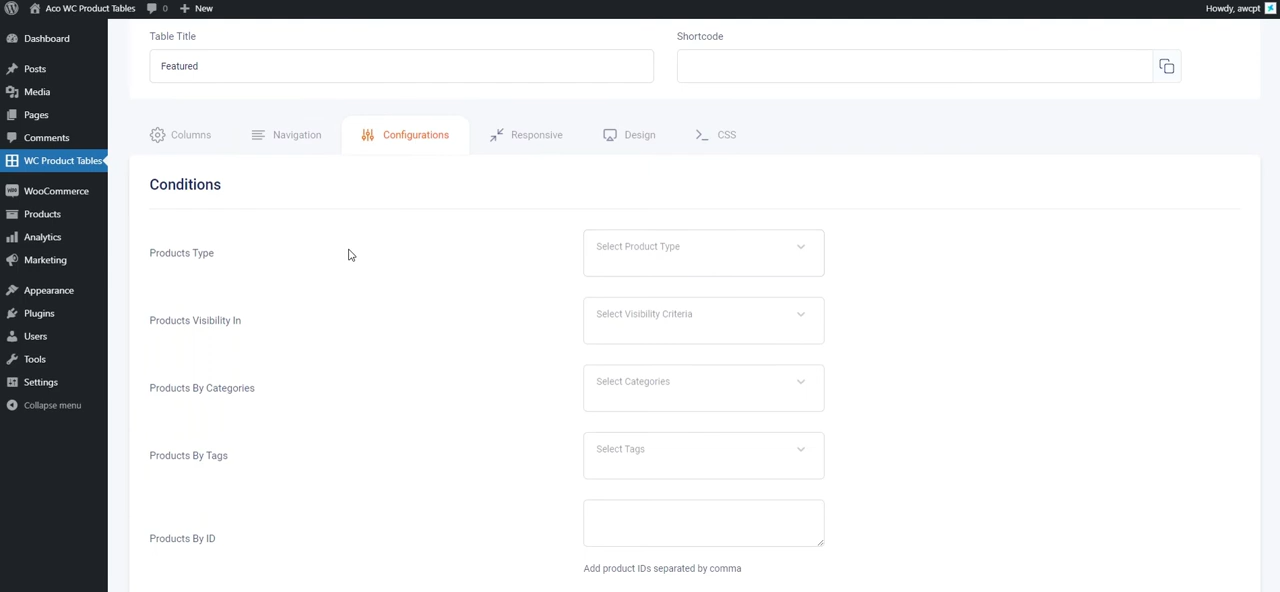 Aco WC Product Tables 0 New Howdy, awcpt
Dashboard
Posts
Media
Pages
Comments
WC Product Tables
WooCommerce
Products
Analytics
Marketing
Appearance
Plugins
Users
Tools
Settings
Collapse menu
Table Title Shortcode
Featured
Columns Navigation Configurations Responsive Design CSS
Conditions
Products Type Select Product Type
Products Visibility In Select Visibility Criteria
Products By Categories Select Categories
Products By Tags Select Tags
Products By ID
Add product IDs separated by comma